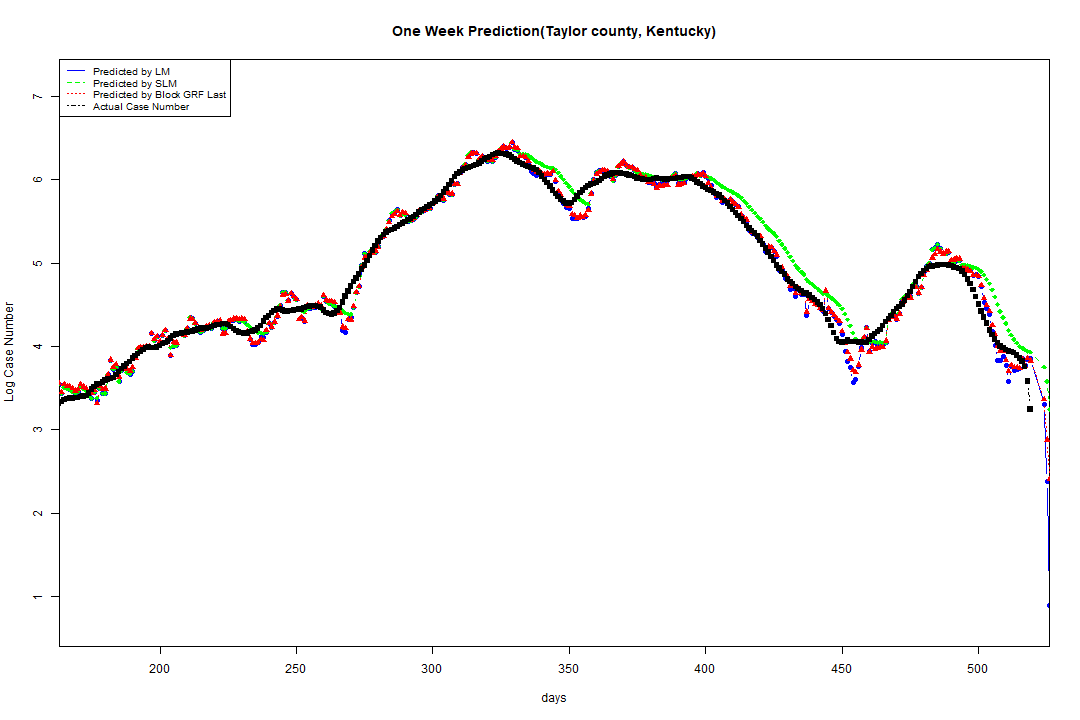 One Week Prediction(Taylor county, Kentucky)
Predicted by LM
Predicted by SLM
Predicted by Block GRF Last
Actual Case Number
7
6
5
4
3
2
1
Log Case Number
200 250 300 350 400 450 500
days